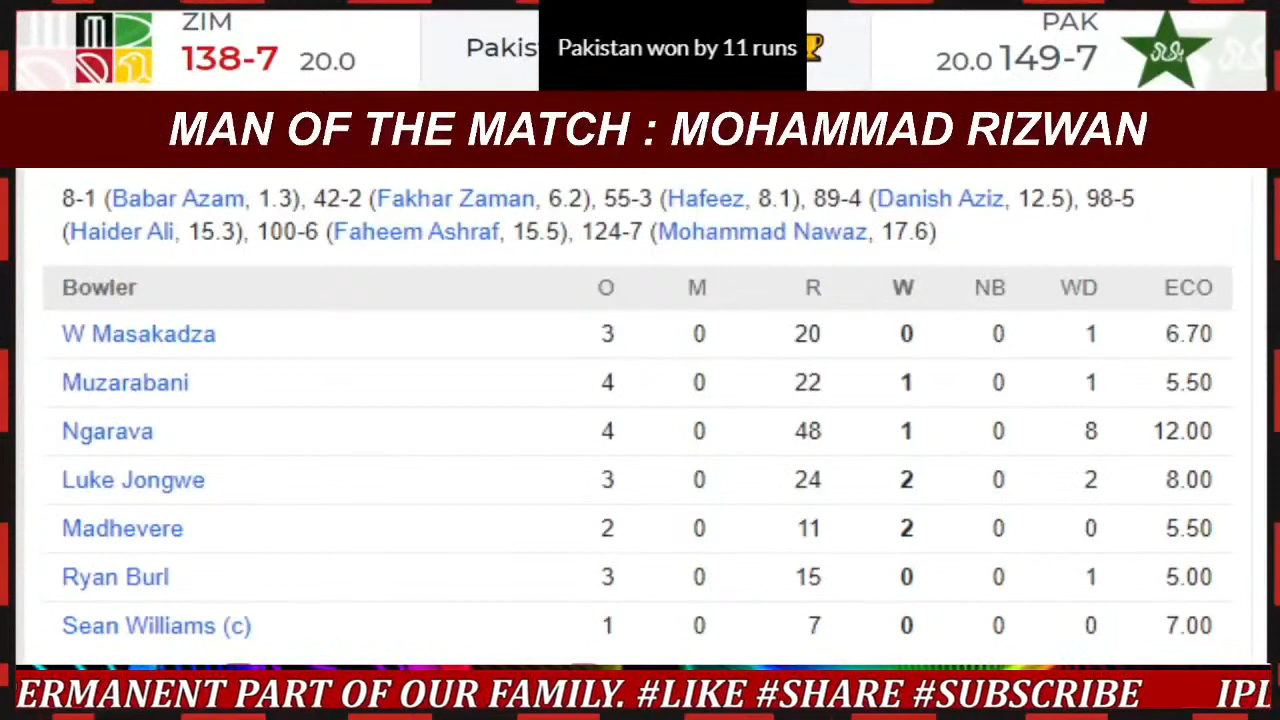 ZIM
138-7 20.0
Pakis
Pakistan won by 11 runs
PAK
20.0 149-7
MAN OF THE MATCH : MOHAMMAD RIZWAN
8-1 (Babar Azam, 1.3), 42-2 (Fakhar Zaman, 6.2), 55-3 (Hafeez, 8.1), 89-4 (Danish Aziz, 12.5), 98-5
(Haider Ali, 15.3), 100-6 (Faheem Ashraf, 15.5), 124-7 (Mohammad Nawaz, 17.6)
Bowler O M R W NB WD ECO
W Masakadza 3 0 20 0 0 1 6.70
Muzarabani 4 0 22 1 0 1 5.50
Ngarava 4 0 48 1 0 8 12.00
Luke Jongwe 3 0 24 2 0 2 8.00
Madhevere 2 0 11 2 0 0 5.50
Ryan Burl 3 0 15 0 0 1 5.00
Sean Williams (c) 1 0 7 0 0 0 7.00
ERMANENT PART OF OUR FAMILY. #LIKE #SHARE #SUBSCRIBE IPL